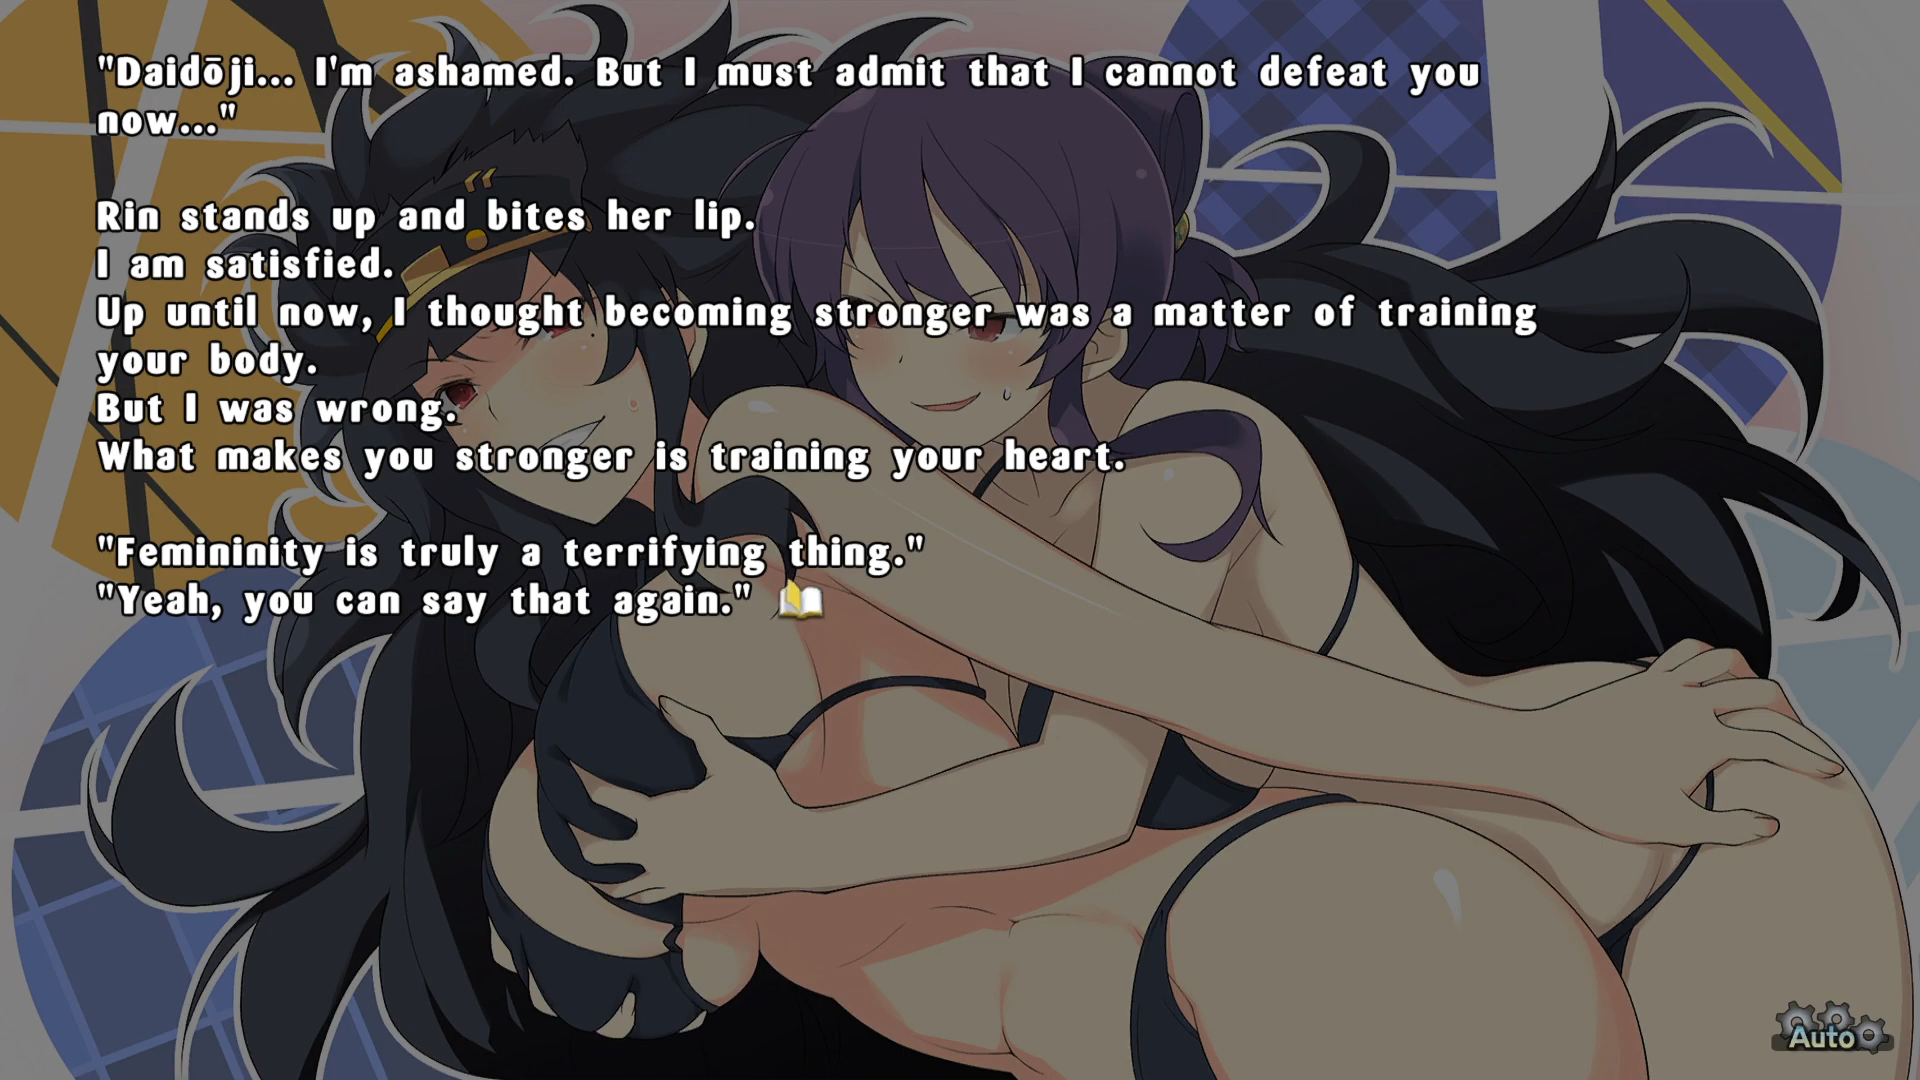 "Daidōji... I'm ashamed. But I must admit that I cannot defeat you
now..."
Rin stands up and bites her lip.
I am satisfied.
Up until now, I thought becoming stronger was a matter of training
your body.
But I was wrong.
What makes you stronger is training your heart.
"Femininity is truly a terrifying thing."
"Yeah, you can say that again."
Auto